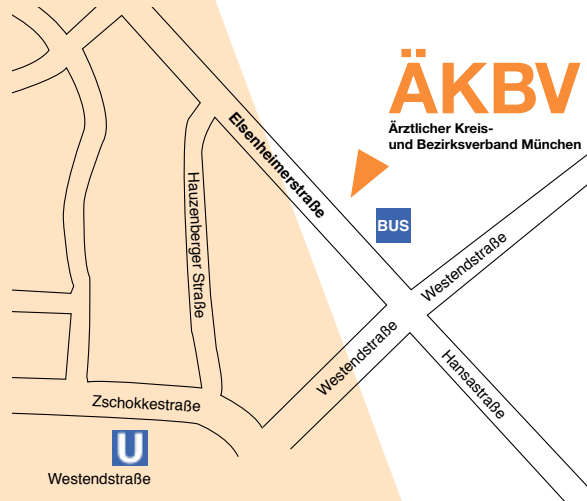 ÄKBV
Ärztlicher Kreis-
und Bezirksverband München
Elsenheimerstraße
Hauzenberger Straße
BUS
Westendstraße
Westendstraße
Hansastraße
Zschokkestraße
U
Westendstraße